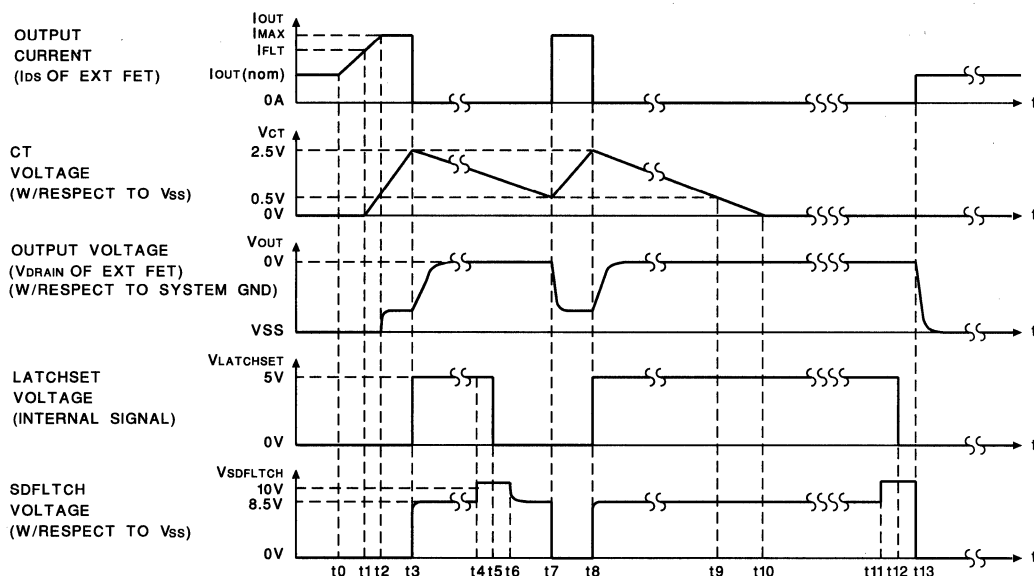 OUTPUT
CURRENT
(IDS OF EXT FET)
IOUT
IMAX
IFLT
IOUT(nom)
0A
t
CT
VOLTAGE
(W/RESPECT TO VSS)
VCT
2.5V
0.5V
0V
t
OUTPUT VOLTAGE
(VDRAIN OF EXT FET)
(W/RESPECT TO SYSTEM GND)
VOUT
0V
VSS
t
LATCHSET
VOLTAGE
(INTERNAL SIGNAL)
VLATCHSET
5V
0V
t
SDFLTCH
VOLTAGE
(W/RESPECT TO VSS)
VSDFLTCH
10V
8.5V
0V
t
t0 t1 t2 t3 t4 t5 t6 t7 t8 t9 t10 t11 t12 t13